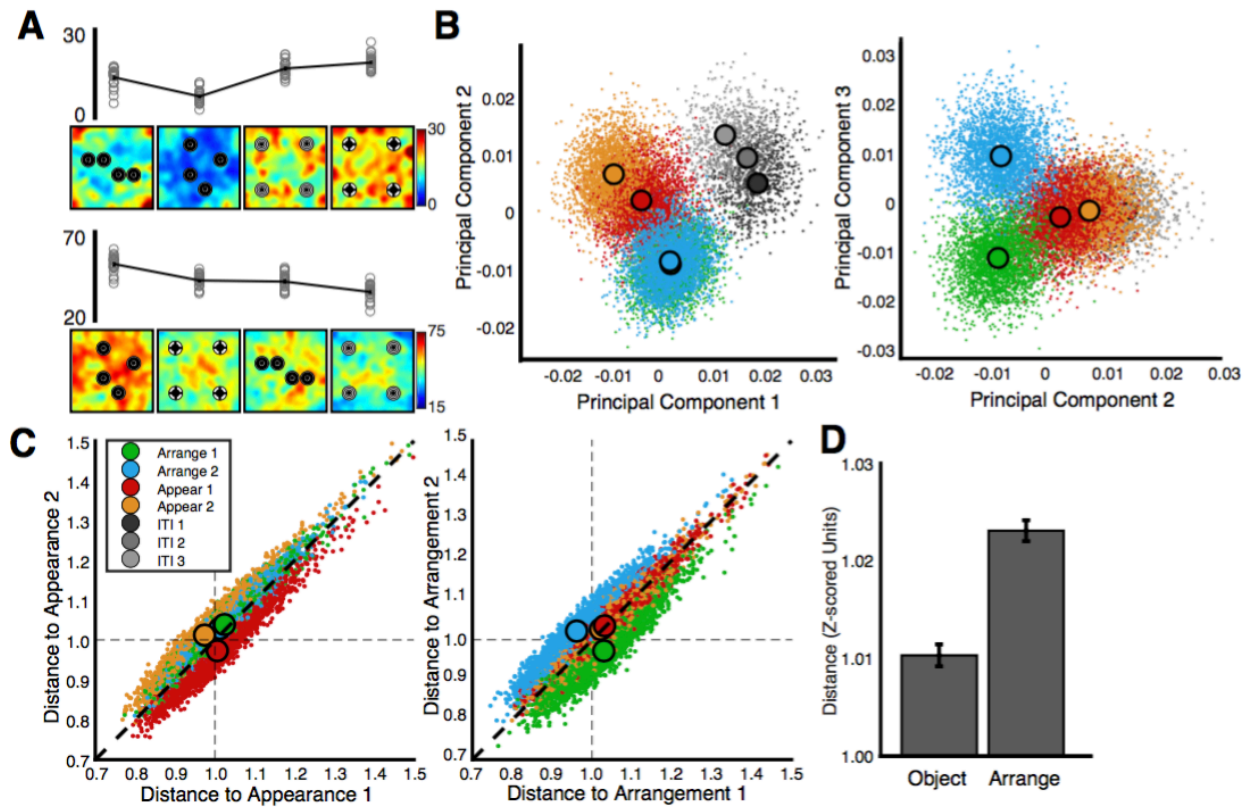 A
30
0
30
0
70
20
75
15
B
Principal Component 2
0.02
0.01
0
-0.01
-0.02
-0.02 -0.01 0 0.01 0.02 0.03
Principal Component 1
Principal Component 3
0.03
0.02
0.01
0
-0.01
-0.02
-0.03
-0.02 -0.01 0 0.01 0.02 0.03
Principal Component 2
C
Distance to Appearance 2
1.5
1.4
1.3
1.2
1.1
1.0
0.9
0.8
0.7
Arrange 1
Arrange 2
Appear 1
Appear 2
ITI 1
ITI 2
ITI 3
0.7 0.8 0.9 1.0 1.1 1.2 1.3 1.4 1.5
Distance to Appearance 1
Distance to Arrangement 2
1.5
1.4
1.3
1.2
1.1
1.0
0.9
0.8
0.7
0.7 0.8 0.9 1.0 1.1 1.2 1.3 1.4 1.5
Distance to Arrangement 1
D
Distance (Z-scored Units)
1.03
1.02
1.01
1.00
Object Arrange